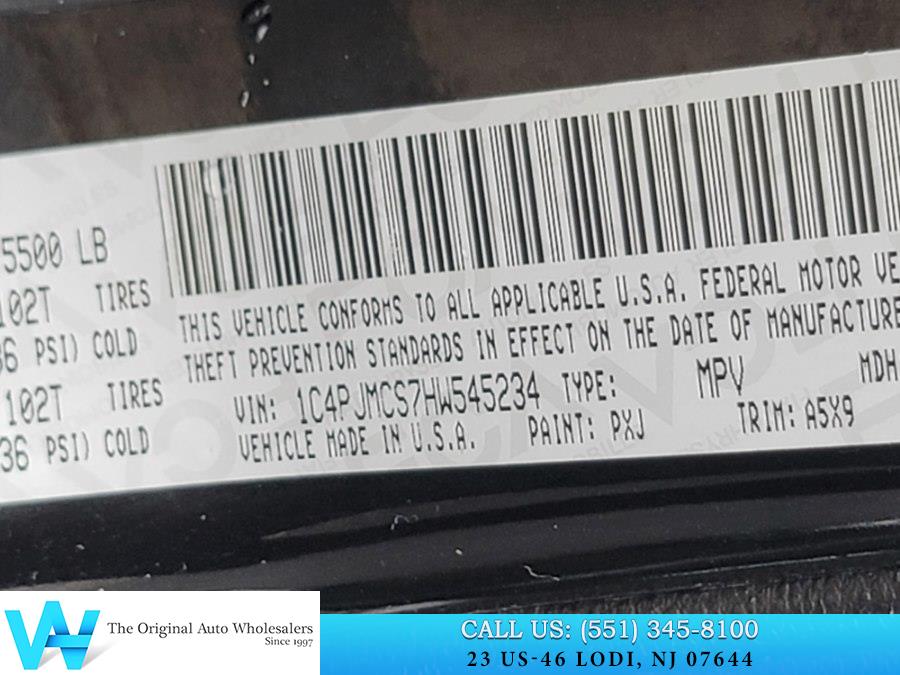 5500 LB
102T TIRES
36 PSI) COLD
102T TIRES
36 PSI) COLD
THIS VEHICLE CONFORMS TO ALL APPLICABLE U.S.A. FEDERAL MOTOR VE
THEFT PREVENTION STANDARDS IN EFFECT ON THE DATE OF MANUFACTURE
VIN: 1C4PJMCS7HW545234 TYPE: MPV MDH
VEHICLE MADE IN U.S.A. PAINT: PXJ TRIM: A5X9
The Original Auto Wholesalers
Since 1997
CALL US: (551) 345-8100
23 US-46 LODI, NJ 07644